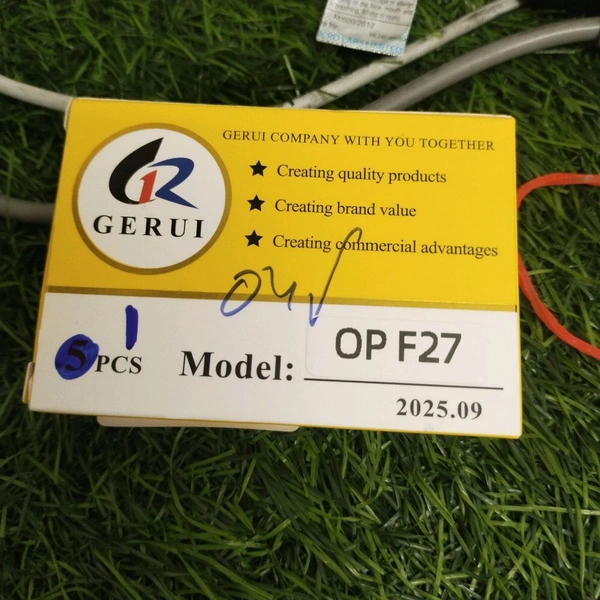 GERUI COMPANY WITH YOU TOGETHER
★ Creating quality products
★ Creating brand value
★ Creating commercial advantages
GERUI
1
5 PCS
Model: OP F27
2025.09